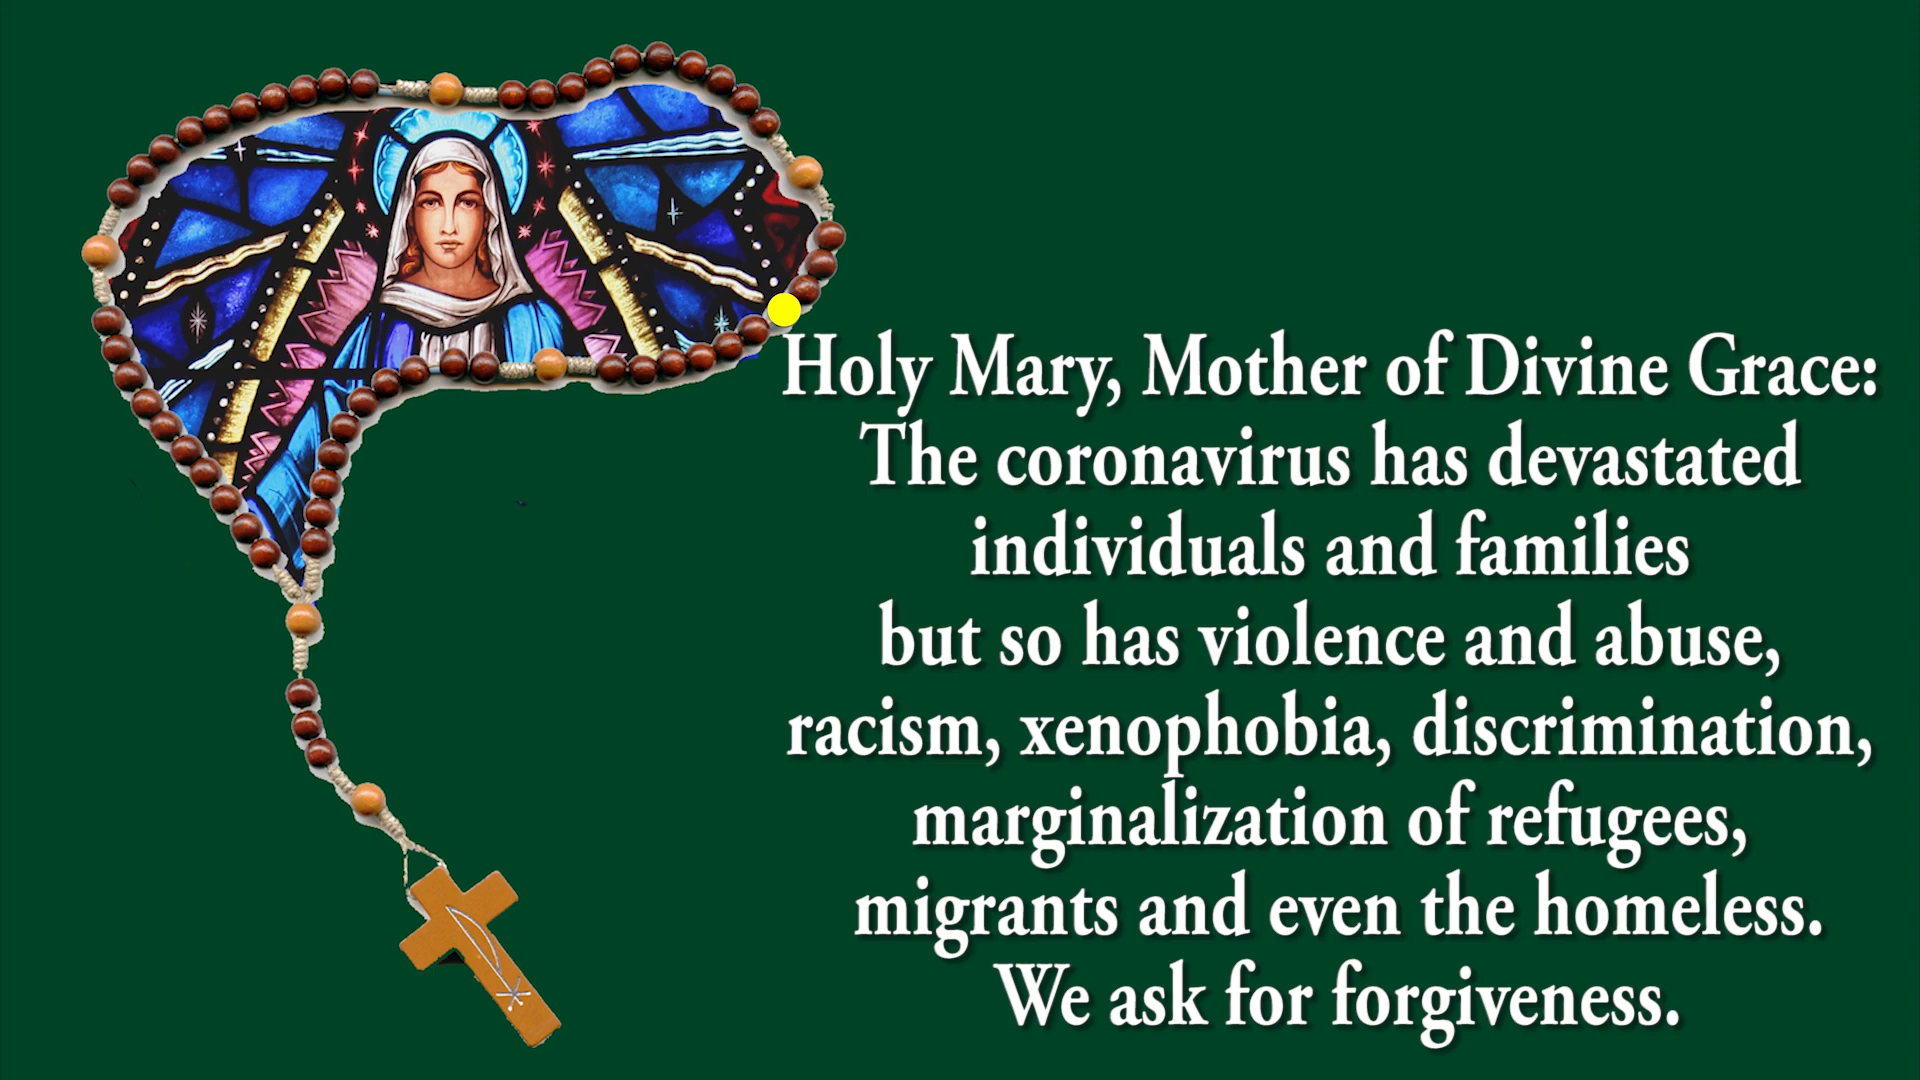 Holy Mary, Mother of Divine Grace:
The coronavirus has devastated
individuals and families
but so has violence and abuse,
racism, xenophobia, discrimination,
marginalization of refugees,
migrants and even the homeless.
We ask for forgiveness.